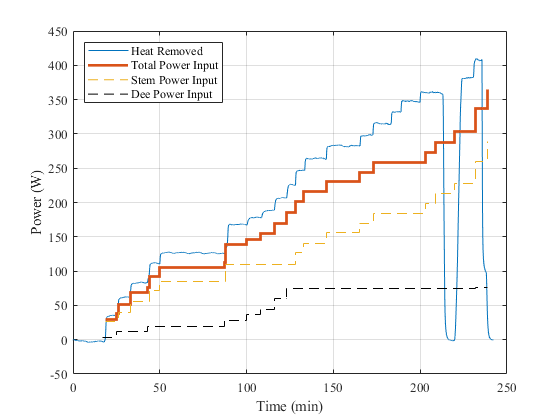 450
400
350
300
250
200
150
100
50
0
-50
Power (W)
Heat Removed
Total Power Input
Stem Power Input
Dee Power Input
0 50 100 150 200 250
Time (min)